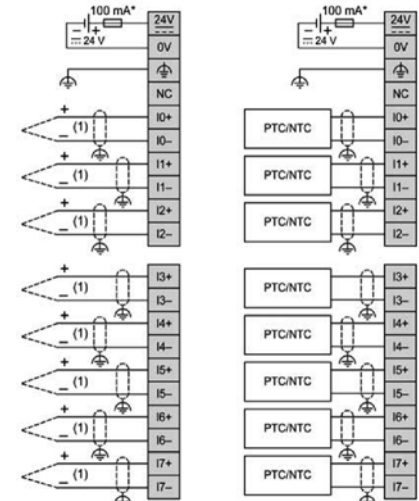 100 mA*
24V
24 V
0V
NC
+ (1) I0+
− I0−
+ (1) I1+
− I1−
+ (1) I2+
− I2−
+ (1) I3+
− I3−
+ (1) I4+
− I4−
+ (1) I5+
− I5−
+ (1) I6+
− I6−
+ (1) I7+
− I7−
100 mA*
24V
24 V
0V
NC
PTC/NTC I0+
I0−
PTC/NTC I1+
I1−
PTC/NTC I2+
I2−
PTC/NTC I3+
I3−
PTC/NTC I4+
I4−
PTC/NTC I5+
I5−
PTC/NTC I6+
I6−
PTC/NTC I7+
I7−